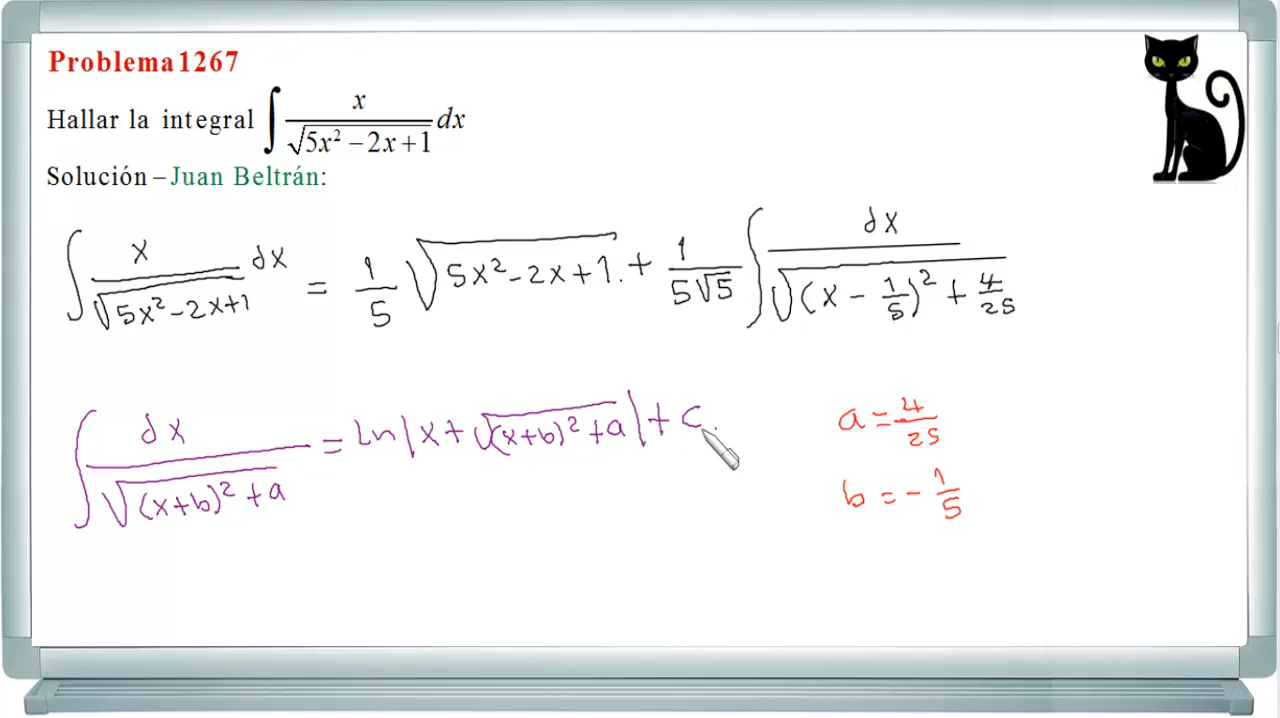 Problema 1267
Hallar la integral ∫ x/√(5x² − 2x + 1) dx
Solución – Juan Beltrán:
∫ x/√(5x² − 2x + 1) dx = 1/5 √(5x² − 2x + 1) + 1/(5√5) ∫ dx/√((x − 1/5)² + 4/25)
∫ dx/√((x+b)² + a) = Ln|x + √((x+b)² + a)| + c.
a = 4/25
b = − 1/5